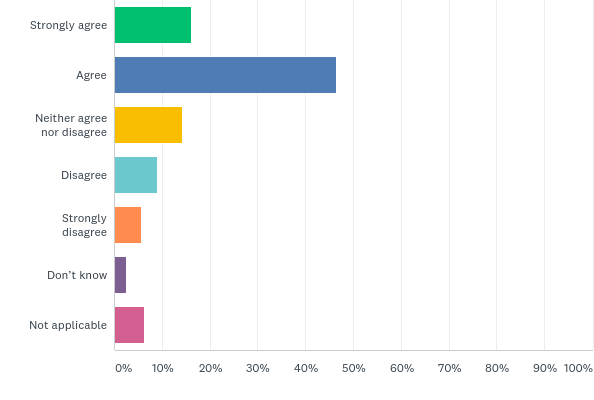 Strongly agree
Agree
Neither agree
nor disagree
Disagree
Strongly
disagree
Don't know
Not applicable
0% 10% 20% 30% 40% 50% 60% 70% 80% 90% 100%